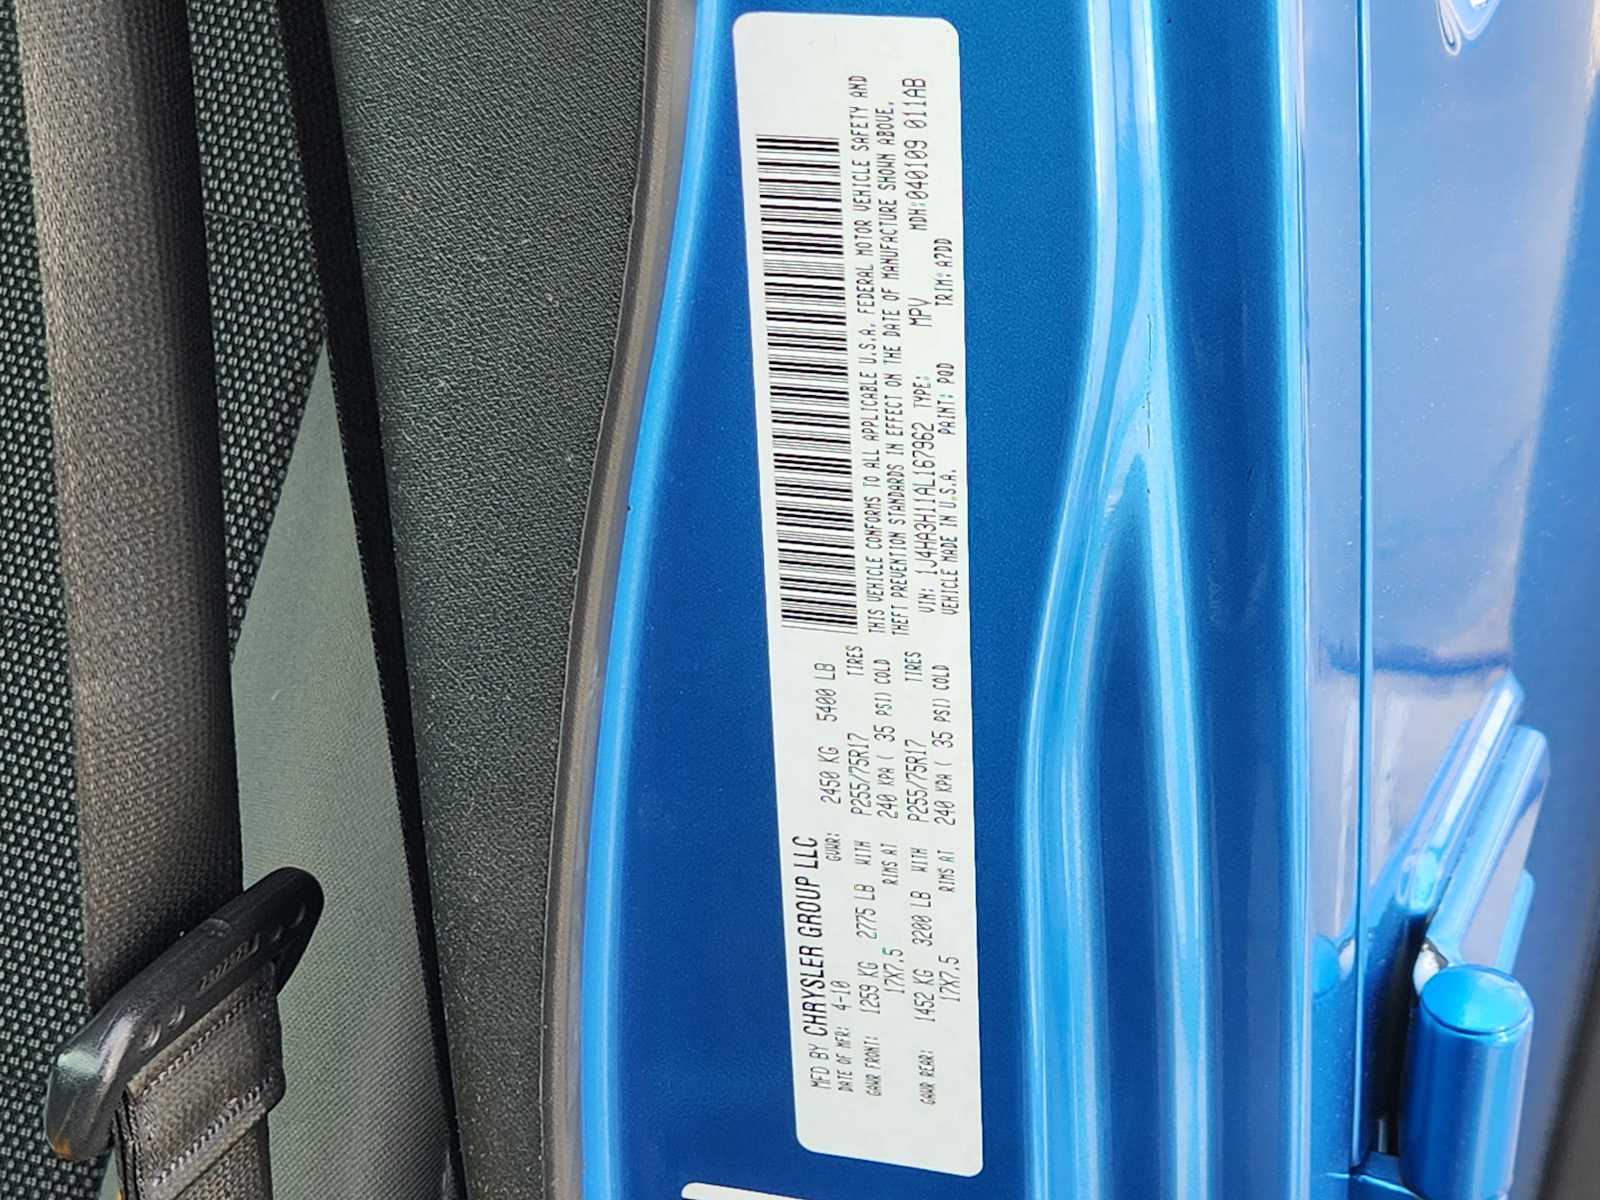 MFD BY CHRYSLER GROUP LLC
DATE OF MFR: 4-10 GVWR: 2450 KG 5400 LB
GAWR FRONT: 1259 KG 2775 LB WITH P255/75R17 TIRES
17X7.5 RIMS AT 240 KPA( 35 PSI) COLD
GAWR REAR: 1452 KG 3200 LB WITH P255/75R17 TIRES
17X7.5 RIMS AT 240 KPA( 35 PSI) COLD
THIS VEHICLE CONFORMS TO ALL APPLICABLE U.S.A. FEDERAL MOTOR VEHICLE SAFETY AND
THEFT PREVENTION STANDARDS IN EFFECT ON THE DATE OF MANUFACTURE SHOWN ABOVE.
VIN: 1J4HA3H11AL167962 TYPE: MPV MDH:040109 011AB
VEHICLE MADE IN U.S.A. PAINT: PQD TRIM: A7DD